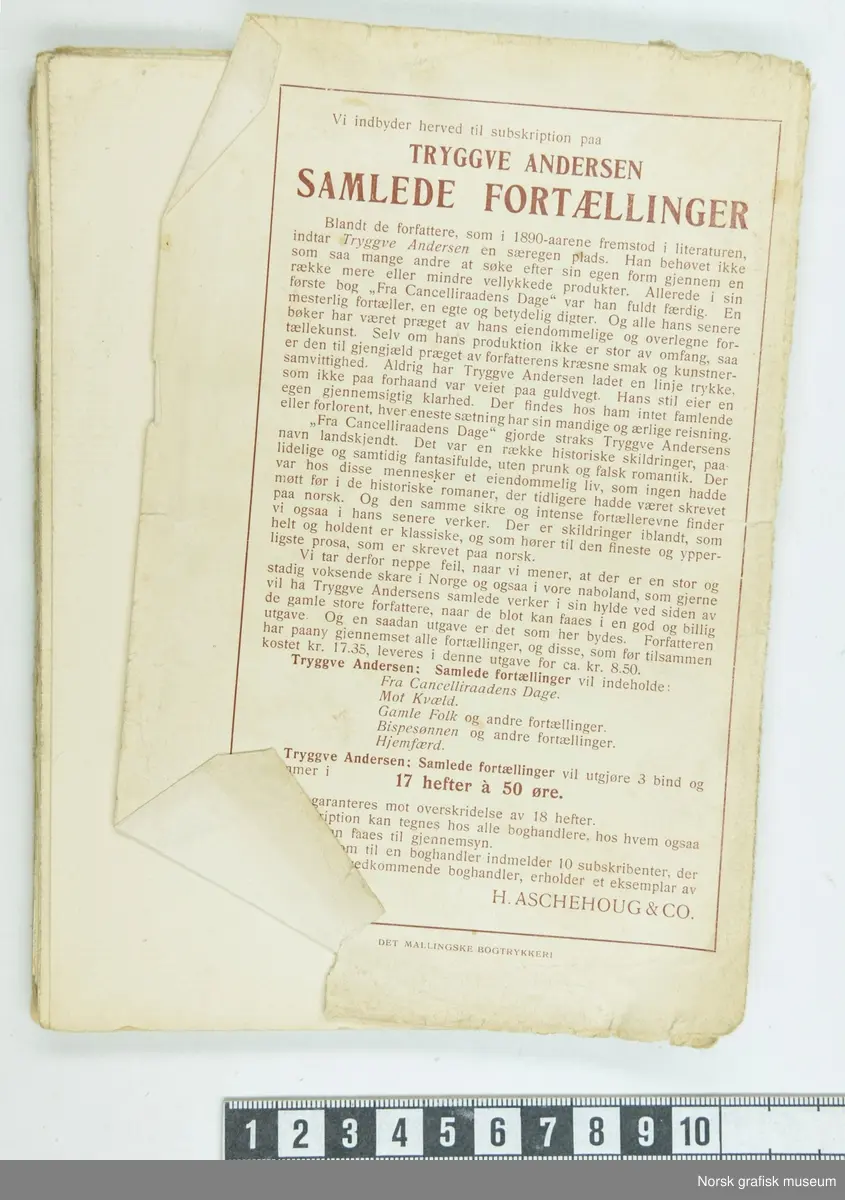 Vi indbyder herved til subskription paa
TRYGGVE ANDERSEN
SAMLEDE FORTÆLLINGER
Blandt de forfattere, som i 1890-aarene fremstod i literaturen,
indtar Tryggve Andersen en særegen plads. Han behøvet ikke
som saa mange andre at søke efter sin egen form gjennem en
række mere eller mindre vellykkede produkter. Allerede i sin
første bog „Fra Cancelliraadens Dage“ var han fuldt færdig. En
mesterlig fortæller, en egte og betydelig digter. Og alle hans senere
bøker har været præget av hans eiendommelige og overlegne for-
tællekunst. Selv om hans produktion ikke er stor av omfang, saa
er den til gjengjæld præget av forfatterens kræsne smak og kunstner-
samvittighed. Aldrig har Tryggve Andersen ladet en linje trykke,
som ikke paa forhaand var veiet paa guldvegt. Hans stil eier en
egen gjennemsigtig klarhed. Der findes hos ham intet famlende
eller forlorent, hver eneste sætning har sin mandige og ærlige reisning.
„Fra Cancelliraadens Dage“ gjorde straks Tryggve Andersens
navn landskjendt. Det var en række historiske skildringer, paa-
lidelige og samtidig fantasifulde, uten prunk og falsk romantik. Der
var hos disse mennesker et eiendommelig liv, som ingen hadde
møtt før i de historiske romaner, der tidligere hadde været skrevet
paa norsk. Og den samme sikre og intense fortællerevne finder
vi ogsaa i hans senere verker. Der er skildringer iblandt, som
helt og holdent er klassiske, og som hører til den fineste og ypper-
ligste prosa, som er skrevet paa norsk.
Vi tar derfor neppe feil, naar vi mener, at der er en stor og
stadig voksende skare i Norge og ogsaa i vore naboland, som gjerne
vil ha Tryggve Andersens samlede verker i sin hylde ved siden av
de gamle store forfattere, naar de blot kan faaes i en god og billig
utgave. Og en saadan utgave er det som her bydes. Forfatteren
har paany gjennemset alle fortællinger, og disse, som før tilsammen
kostet kr. 17.35, leveres i denne utgave for ca. kr. 8.50.
Tryggve Andersen: Samlede fortællinger vil indeholde:
Fra Cancelliraadens Dage.
Mot Kvæld.
Gamle Folk og andre fortællinger.
Bispesønnen og andre fortællinger.
Hjemfærd.
Tryggve Andersen: Samlede fortællinger vil utgjøre 3 bind og
mer i
17 hefter à 50 øre.
garanteres mot overskridelse av 18 hefter.
ription kan tegnes hos alle boghandlere, hos hvem ogsaa
n faaes til gjennemsyn.
om til en boghandler indmelder 10 subskribenter, der
edkommende boghandler, erholder et eksemplar av
H. ASCHEHOUG & CO.
DET MALLINGSKE BOGTRYKKERI
1 2 3 4 5 6 7 8 9 10
Norsk grafisk museum